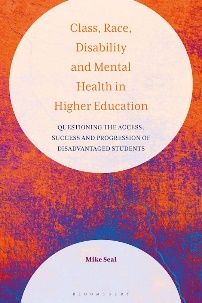 Class, Race,
Disability
and Mental
Health in
Higher Education
QUESTIONING THE ACCESS,
SUCCESS AND PROGRESSION OF
DISADVANTAGED STUDENTS
Mike Seal
BLOOMSBURY